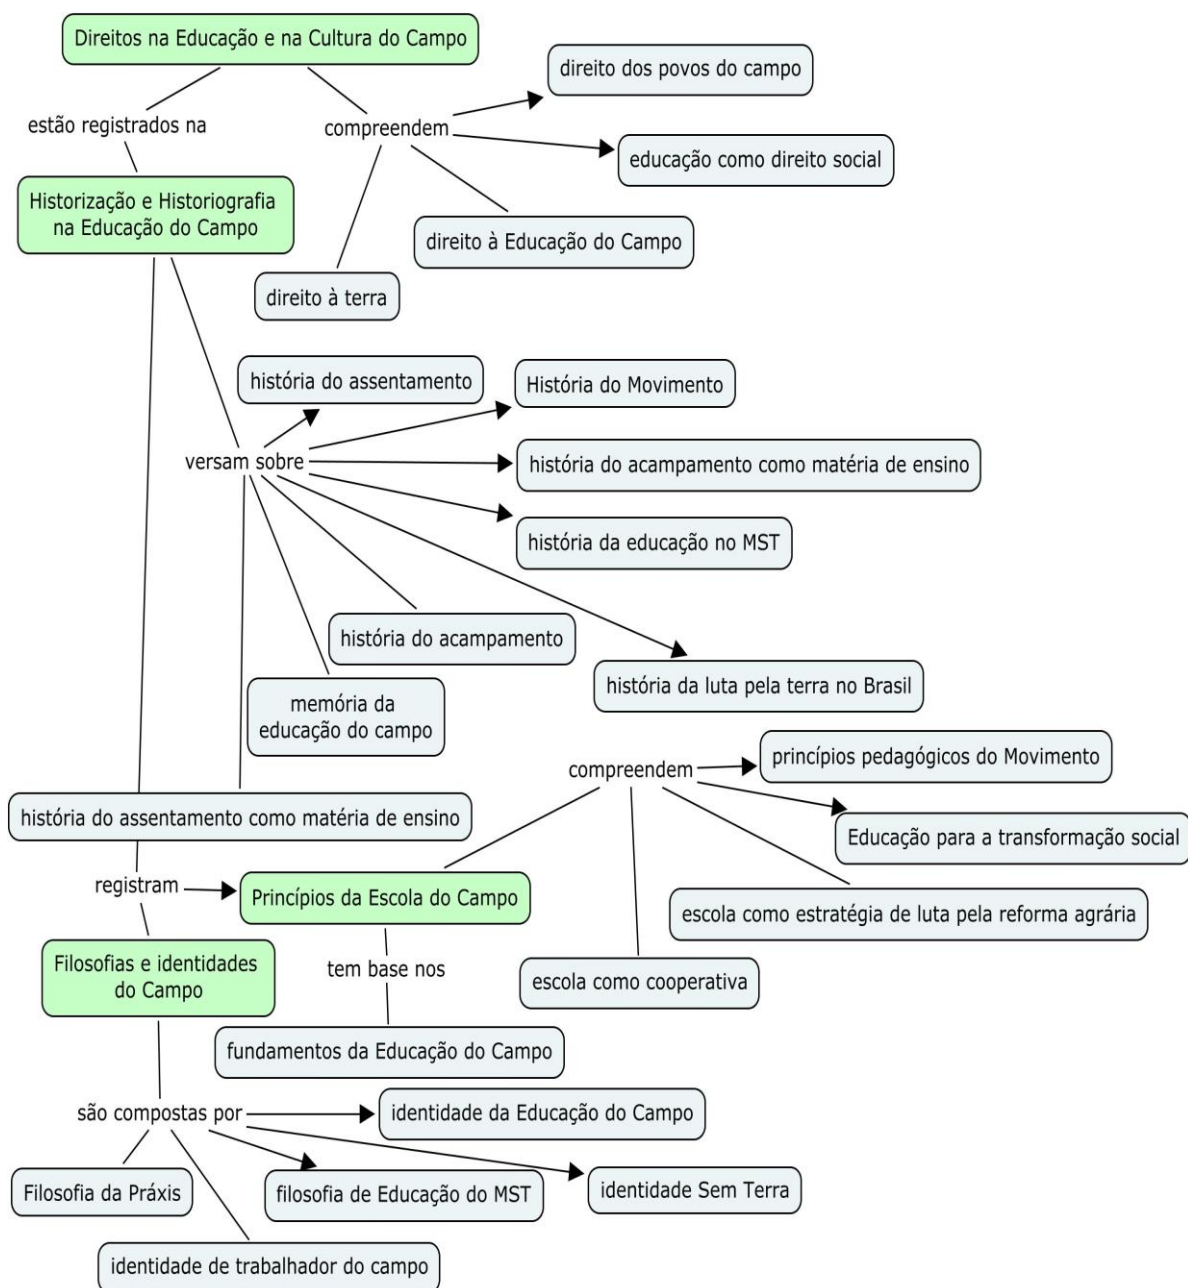 Direitos na Educação e na Cultura do Campo
direito dos povos do campo
estão registrados na
compreendem
educação como direito social
Historização e Historiografia
na Educação do Campo
direito à Educação do Campo
direito à terra
história do assentamento
História do Movimento
versam sobre
história do acampamento como matéria de ensino
história da educação no MST
história do acampamento
história da luta pela terra no Brasil
memória da
educação do campo
princípios pedagógicos do Movimento
compreendem
história do assentamento como matéria de ensino
Educação para a transformação social
registram
Princípios da Escola do Campo
escola como estratégia de luta pela reforma agrária
Filosofias e identidades
do Campo
tem base nos
escola como cooperativa
fundamentos da Educação do Campo
são compostas por
identidade da Educação do Campo
Filosofia da Práxis
filosofia de Educação do MST
identidade Sem Terra
identidade de trabalhador do campo